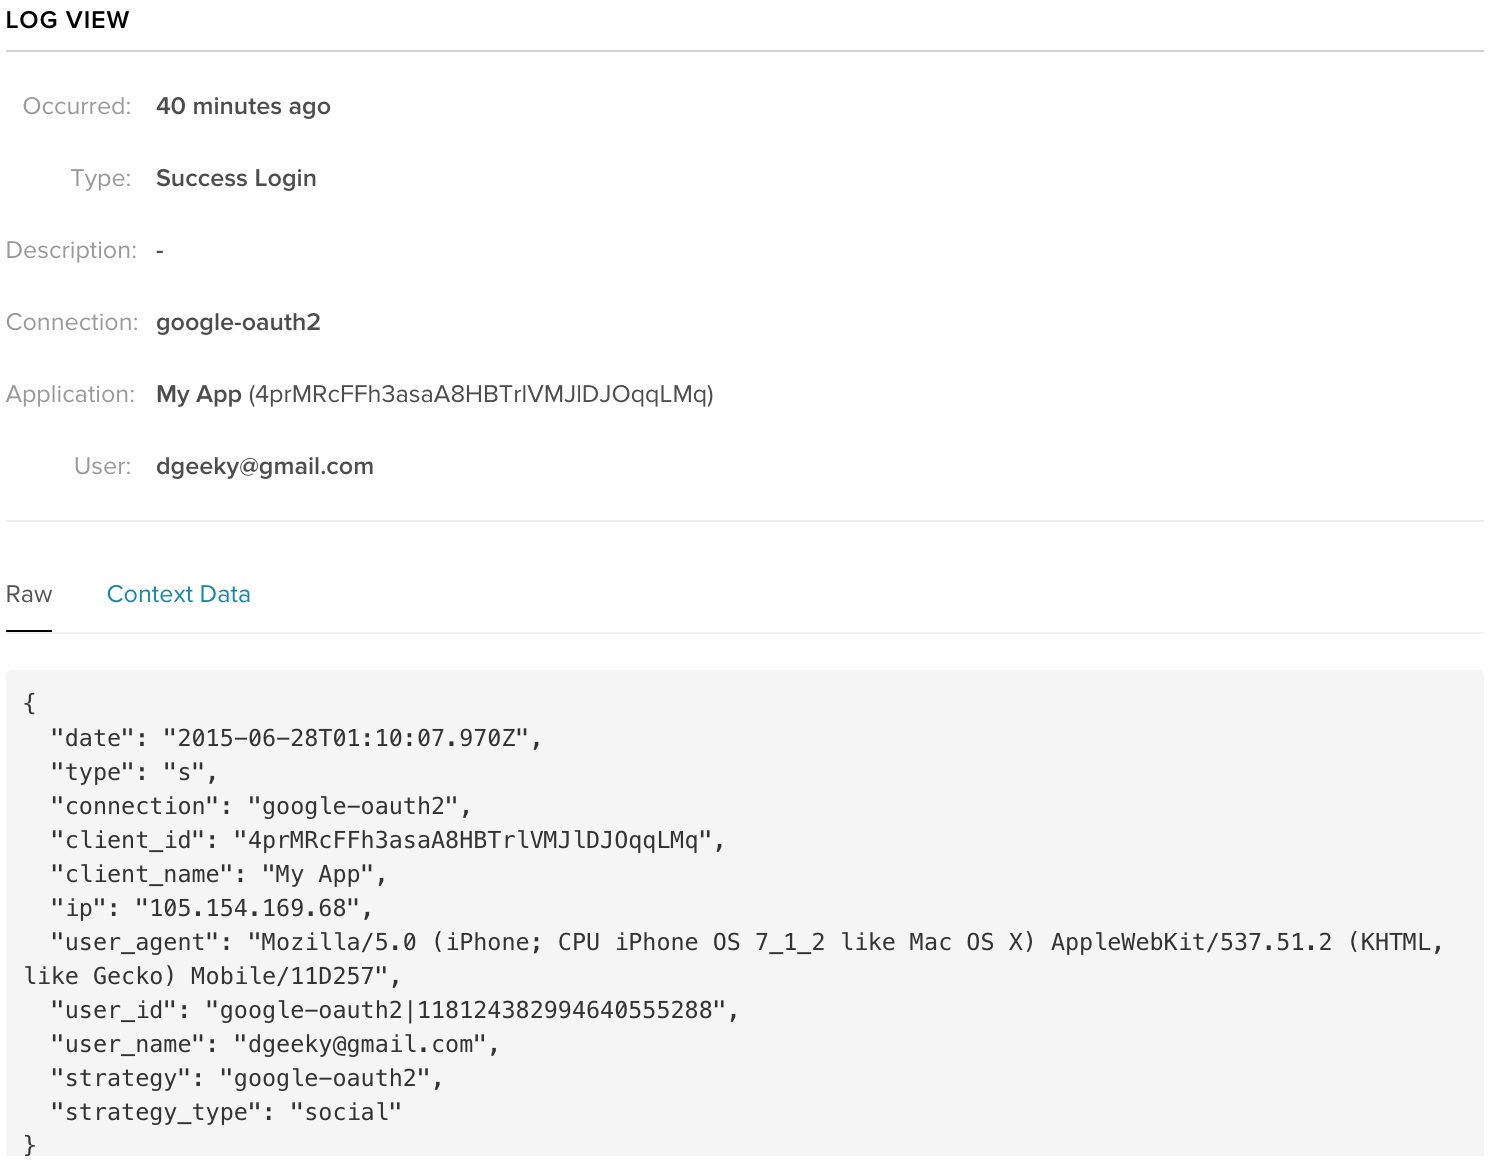 LOG VIEW
Occurred: 40 minutes ago
Type: Success Login
Description: -
Connection: google-oauth2
Application: My App (4prMRcFFh3asaA8HBTrlVMJlDJOqqLMq)
User: dgeeky@gmail.com
Raw Context Data
{
"date": "2015-06-28T01:10:07.970Z",
"type": "s",
"connection": "google-oauth2",
"client_id": "4prMRcFFh3asaA8HBTrlVMJlDJOqqLMq",
"client_name": "My App",
"ip": "105.154.169.68",
"user_agent": "Mozilla/5.0 (iPhone; CPU iPhone OS 7_1_2 like Mac OS X) AppleWebKit/537.51.2 (KHTML,
like Gecko) Mobile/11D257",
"user_id": "google-oauth2|118124382994640555288",
"user_name": "dgeeky@gmail.com",
"strategy": "google-oauth2",
"strategy_type": "social"
}